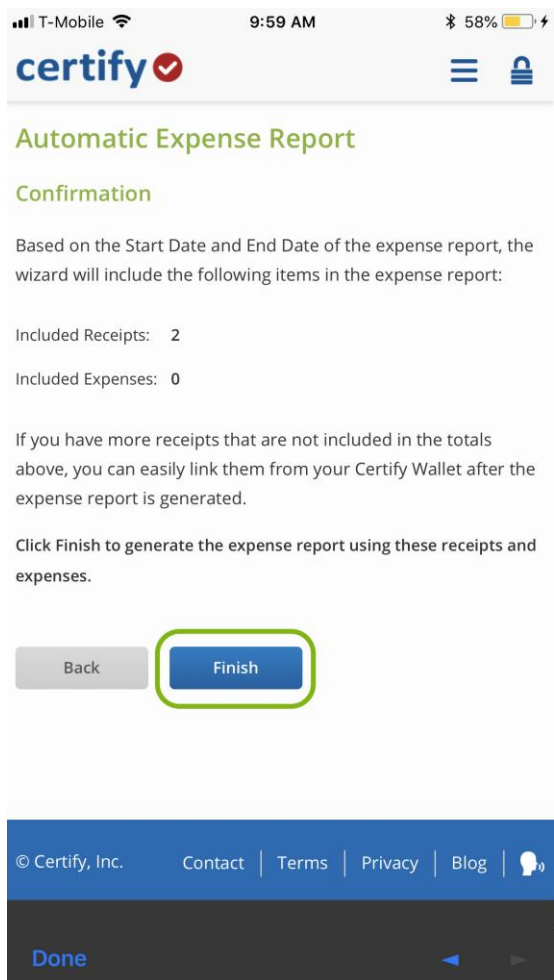 T-Mobile 9:59 AM 58%
certify
Automatic Expense Report
Confirmation
Based on the Start Date and End Date of the expense report, the
wizard will include the following items in the expense report:
Included Receipts: 2
Included Expenses: 0
If you have more receipts that are not included in the totals
above, you can easily link them from your Certify Wallet after the
expense report is generated.
Click Finish to generate the expense report using these receipts and
expenses.
Back Finish
© Certify, Inc. Contact | Terms | Privacy | Blog |
Done